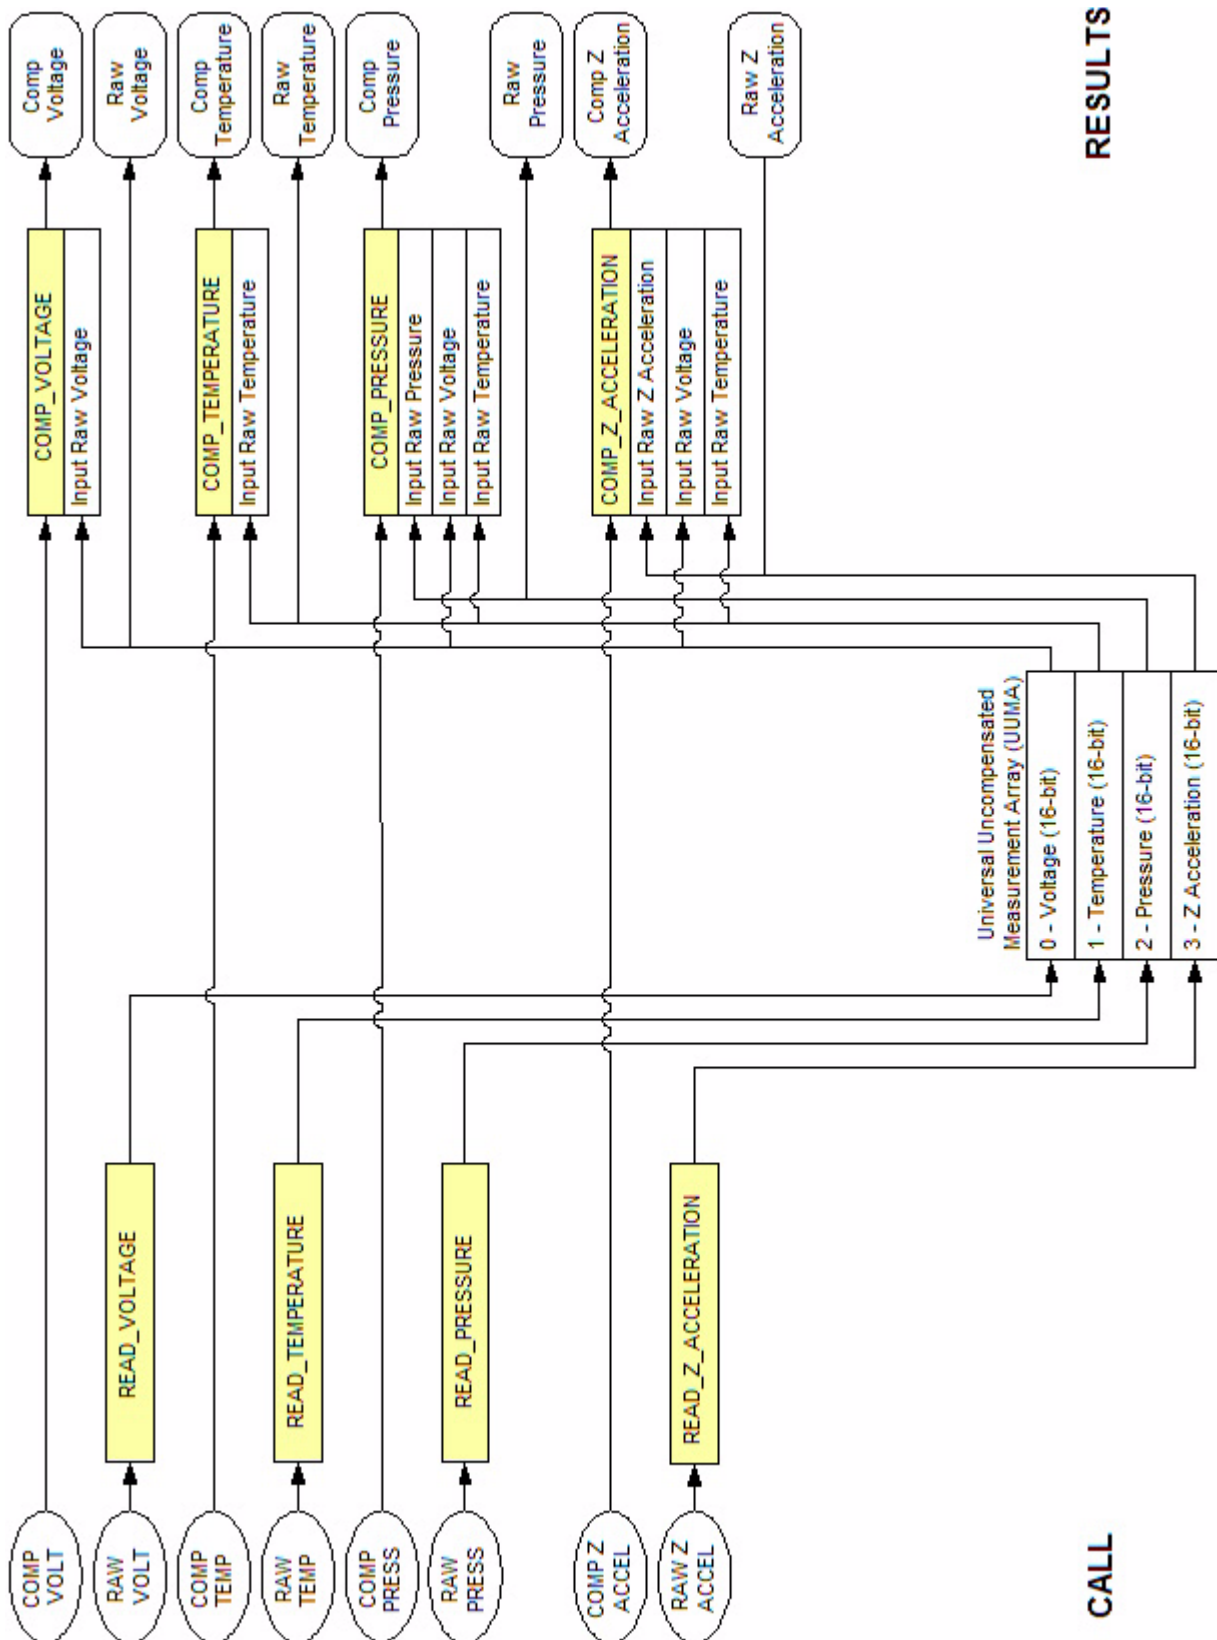 COMP
VOLT
RAW
VOLT
COMP
TEMP
RAW
TEMP
COMP
PRESS
RAW
PRESS
COMP Z
ACCEL
RAW Z
ACCEL
CALL
READ_VOLTAGE
READ_TEMPERATURE
READ_PRESSURE
READ_Z_ACCELERATION
Universal Uncompensated
Measurement Array (UUMA)
0 - Voltage (16-bit)
1 - Temperature (16-bit)
2 - Pressure (16-bit)
3 - Z Acceleration (16-bit)
COMP_VOLTAGE
Input Raw Voltage
COMP_TEMPERATURE
Input Raw Temperature
COMP_PRESSURE
Input Raw Pressure
Input Raw Voltage
Input Raw Temperature
COMP_Z_ACCELERATION
Input Raw Z Acceleration
Input Raw Voltage
Input Raw Temperature
Comp
Voltage
Raw
Voltage
Comp
Temperature
Raw
Temperature
Comp
Pressure
Raw
Pressure
Comp Z
Acceleration
Raw Z
Acceleration
RESULTS